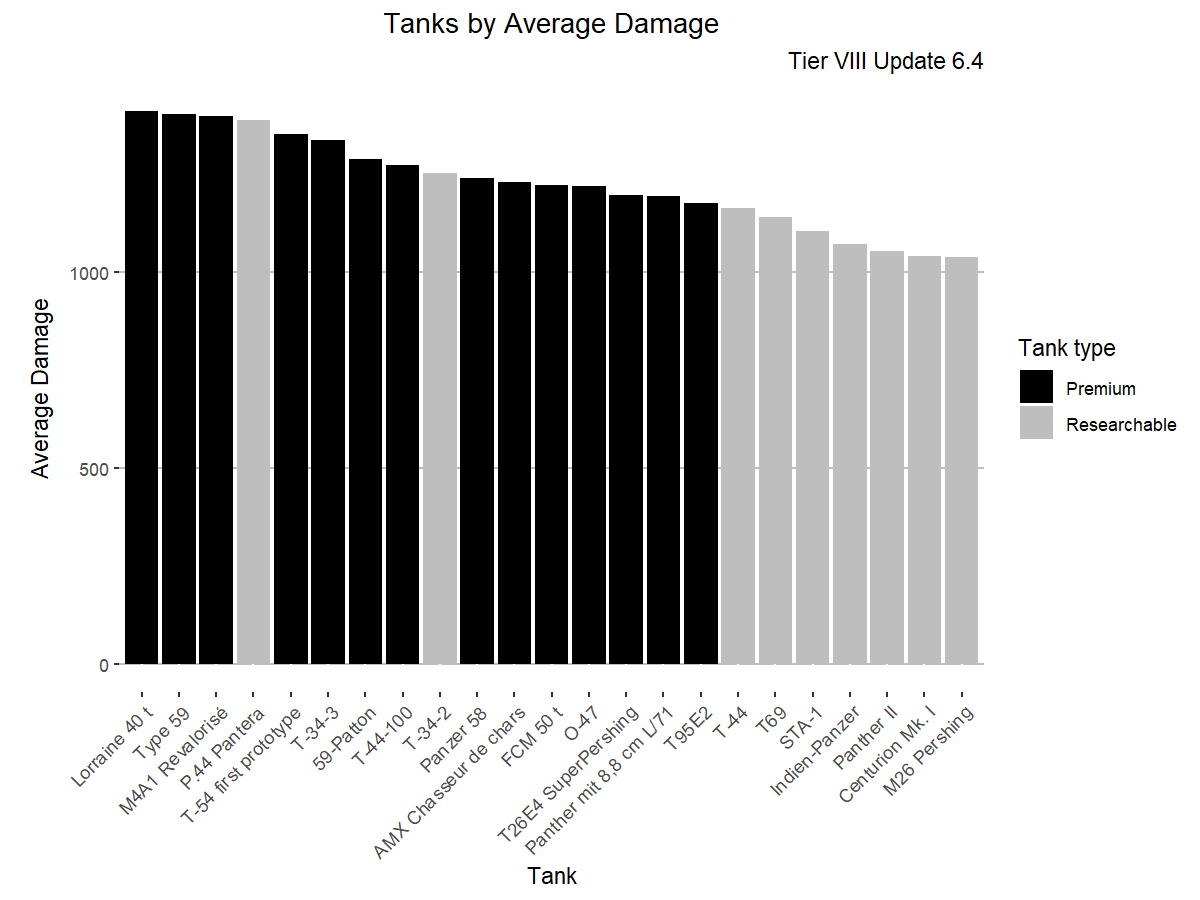 Tanks by Average Damage
Tier VIII Update 6.4
Average Damage
1000
500
0
Lorraine 40 t
Type 59
M4A1 Revalorisé
P.44 Pantera
T-54 first prototype
T-34-3
59-Patton
T-44-100
T-34-2
Panzer 58
AMX Chasseur de chars
FCM 50 t
O-47
T26E4 SuperPershing
Panther mit 8,8 cm L/71
T95E2
T-44
T69
STA-1
Indien-Panzer
Panther II
Centurion Mk. I
M26 Pershing
Tank
Tank type
Premium
Researchable